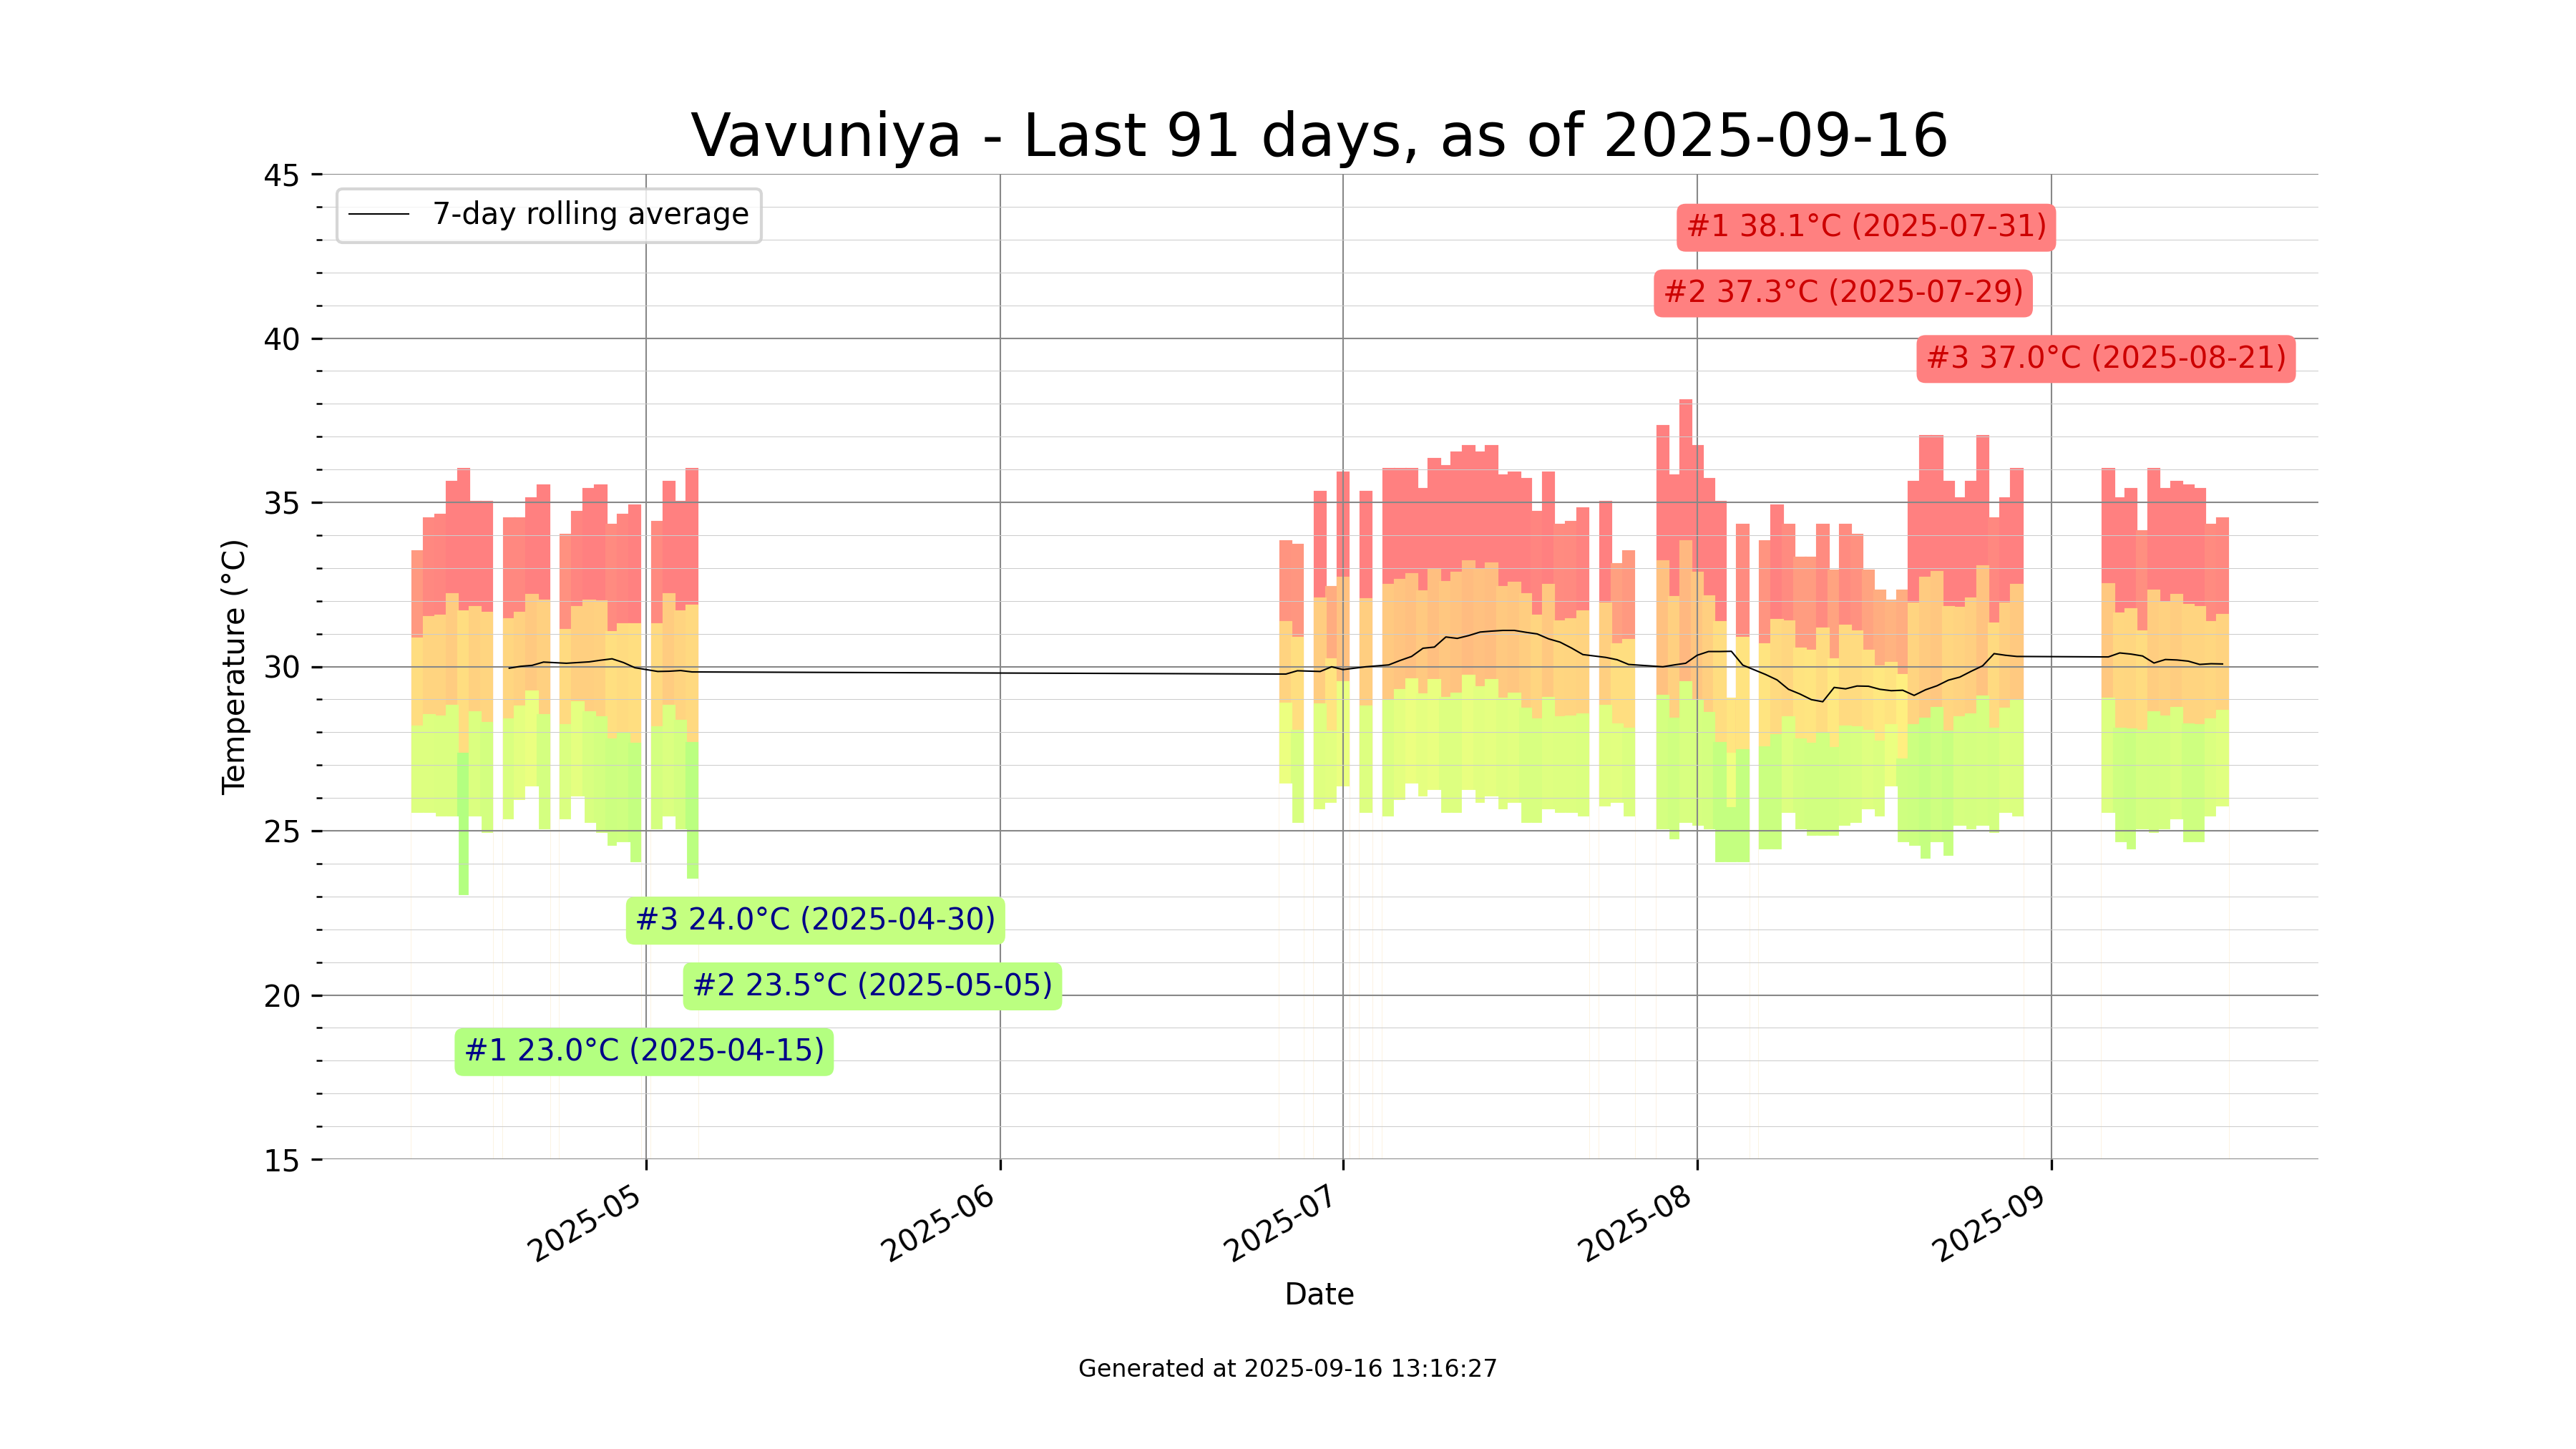 Vavuniya - Last 91 days, as of 2025-09-16
45
7-day rolling average
#1 38.1°C (2025-07-31)
#2 37.3°C (2025-07-29)
40
#3 37.0°C (2025-08-21)
35
Temperature (°C)
30
25
#3 24.0°C (2025-04-30)
#2 23.5°C (2025-05-05)
20
#1 23.0°C (2025-04-15)
15
2025-05
2025-06
2025-07
2025-08
2025-09
Date
Generated at 2025-09-16 13:16:27